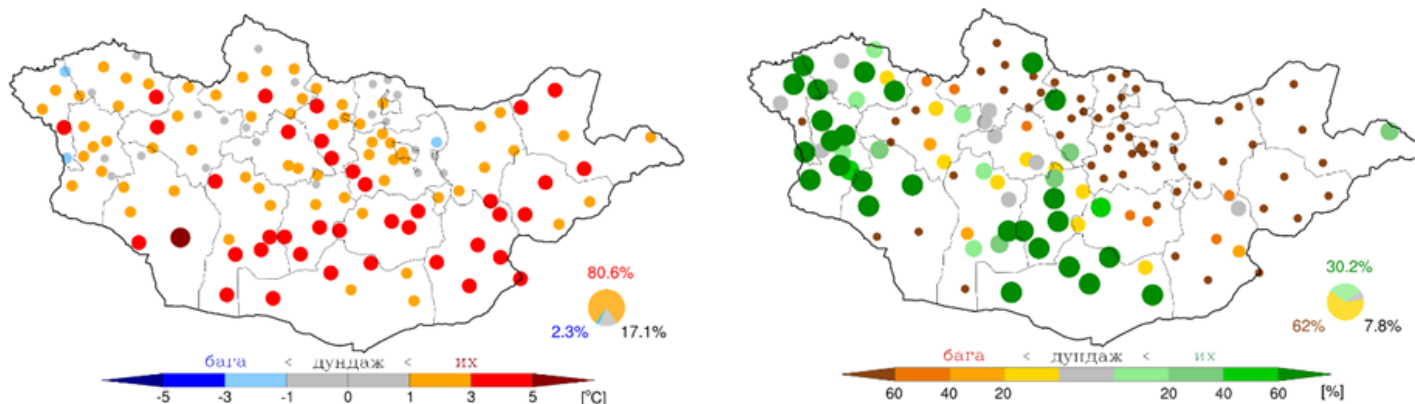 80.6%
2.3%
17.1%
бага < дундаж < их
-5 -3 -1 0 1 3 5 [°C]
30.2%
62%
7.8%
бага < дундаж < их
60 40 20 20 40 60 [%]